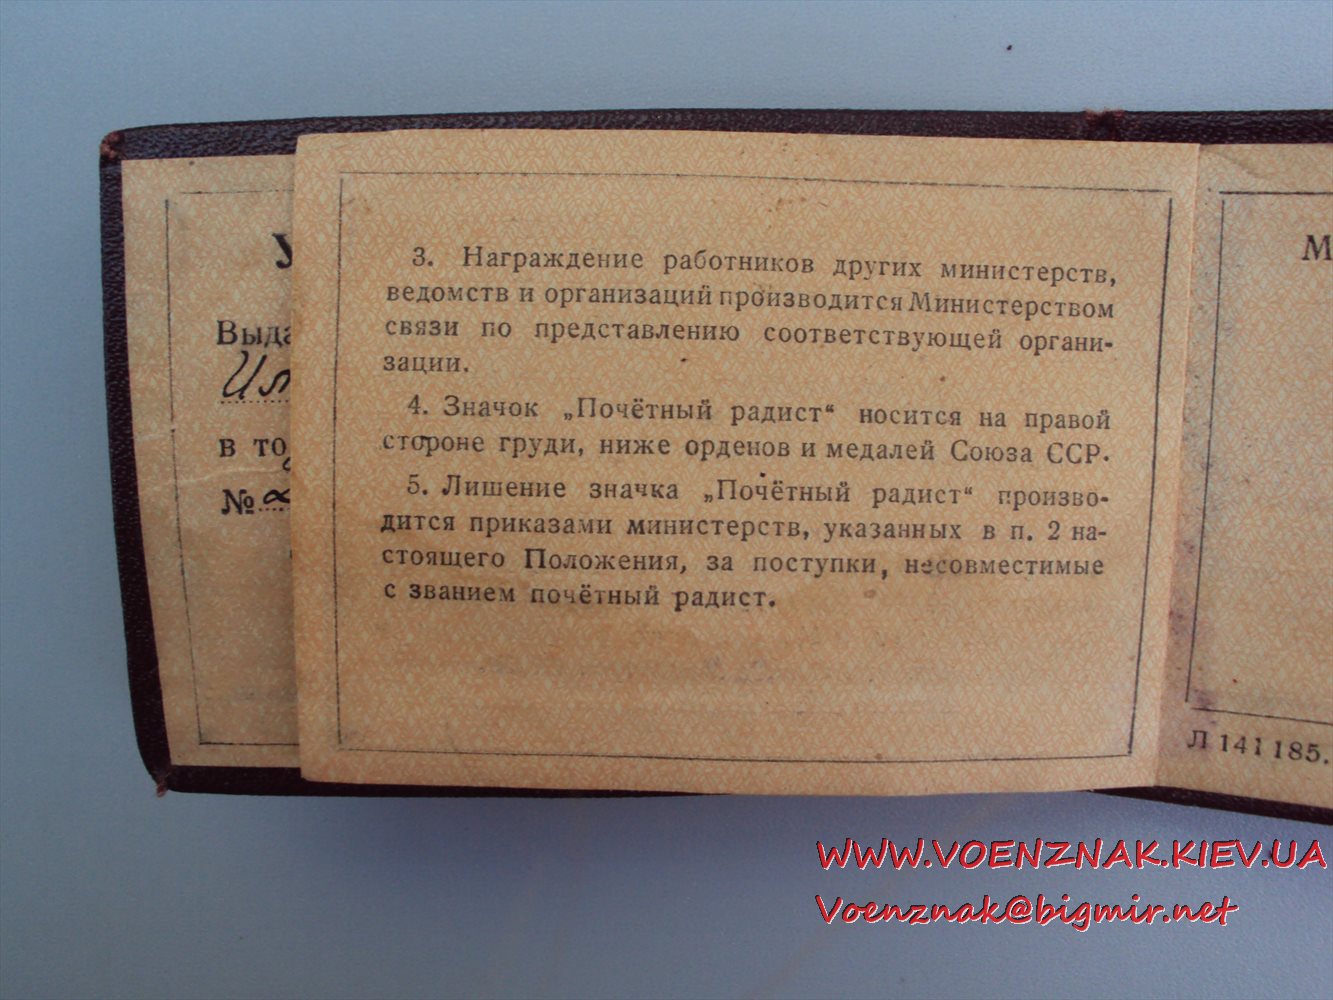 3. Награждение работников других министерств,
ведомств и организаций производится Министерством
связи по представлению соответствующей органи-
зации.
4. Значок „Почётный радист“ носится на правой
стороне груди, ниже орденов и медалей Союза ССР.
5. Лишение значка „Почётный радист“ произво-
дится приказами министерств, указанных в п. 2 на-
стоящего Положения, за поступки, несовместимые
с званием почётный радист.
У
Выда
в то
№
М
Л 141185.
WWW.VOENZNAK.KIEV.UA
Voenznak@bigmir.net